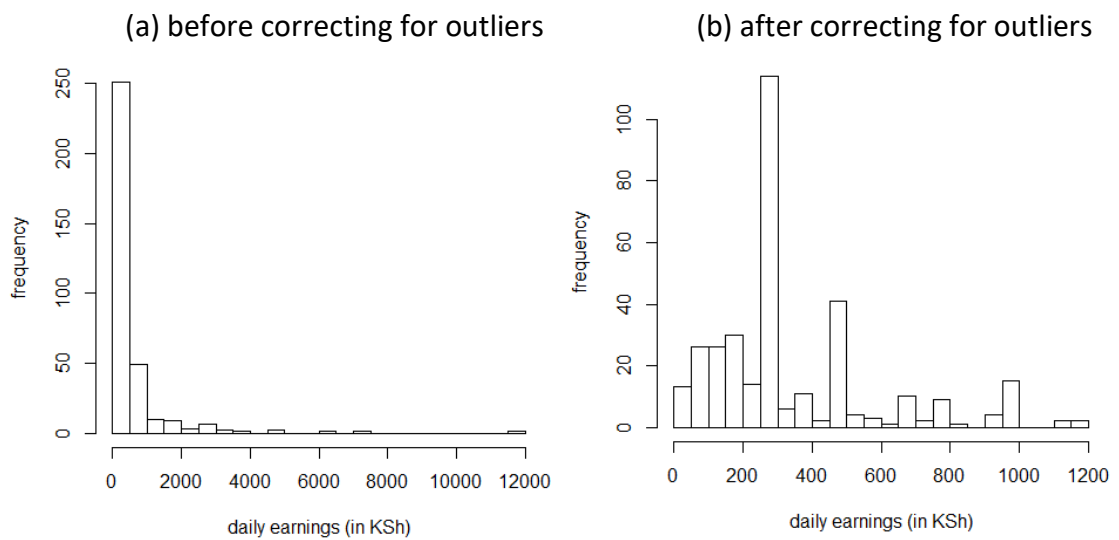 (a) before correcting for outliers
250
200
150
100
50
0
frequency
0 2000 4000 6000 8000 10000 12000
daily earnings (in KSh)
(b) after correcting for outliers
100
80
60
40
20
0
frequency
0 200 400 600 800 1000 1200
daily earnings (in KSh)